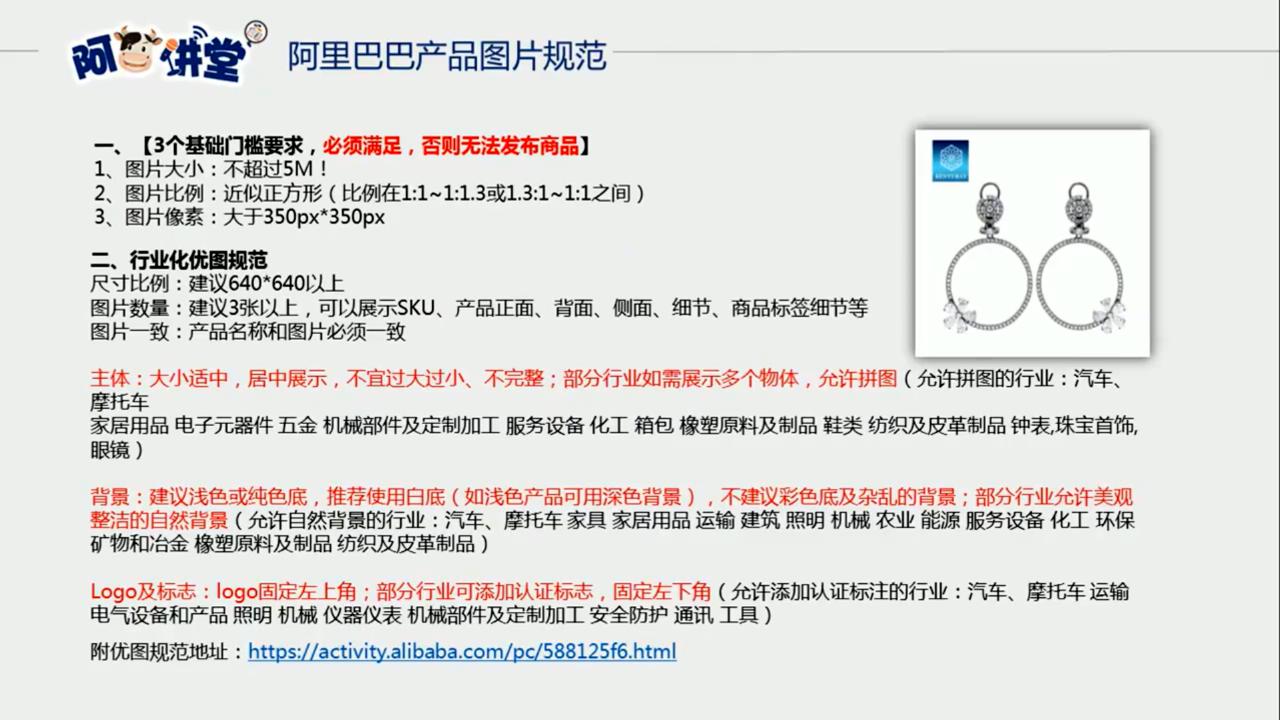 阿牛讲堂
阿里巴巴产品图片规范
一、【3个基础门槛要求，必须满足，否则无法发布商品】
1、图片大小：不超过5M！
2、图片比例：近似正方形（比例在1:1~1:1.3或1.3:1~1:1之间）
3、图片像素：大于350px*350px
二、行业化优图规范
尺寸比例：建议640*640以上
图片数量：建议3张以上，可以展示SKU、产品正面、背面、侧面、细节、商品标签细节等
图片一致：产品名称和图片必须一致
主体：大小适中，居中展示，不宜过大过小、不完整；部分行业如需展示多个物体，允许拼图（允许拼图的行业：汽车、
摩托车
家居用品 电子元器件 五金 机械部件及定制加工 服务设备 化工 箱包 橡塑原料及制品 鞋类 纺织及皮革制品 钟表,珠宝首饰,
眼镜）
背景：建议浅色或纯色底，推荐使用白底（如浅色产品可用深色背景），不建议彩色底及杂乱的背景；部分行业允许美观
整洁的自然背景（允许自然背景的行业：汽车、摩托车 家具 家居用品 运输 建筑 照明 机械 农业 能源 服务设备 化工 环保
矿物和冶金 橡塑原料及制品 纺织及皮革制品）
Logo及标志：logo固定左上角；部分行业可添加认证标志，固定左下角（允许添加认证标注的行业：汽车、摩托车 运输
电气设备和产品 照明 机械 仪器仪表 机械部件及定制加工 安全防护 通讯 工具）
附优图规范地址：https://activity.alibaba.com/pc/588125f6.html